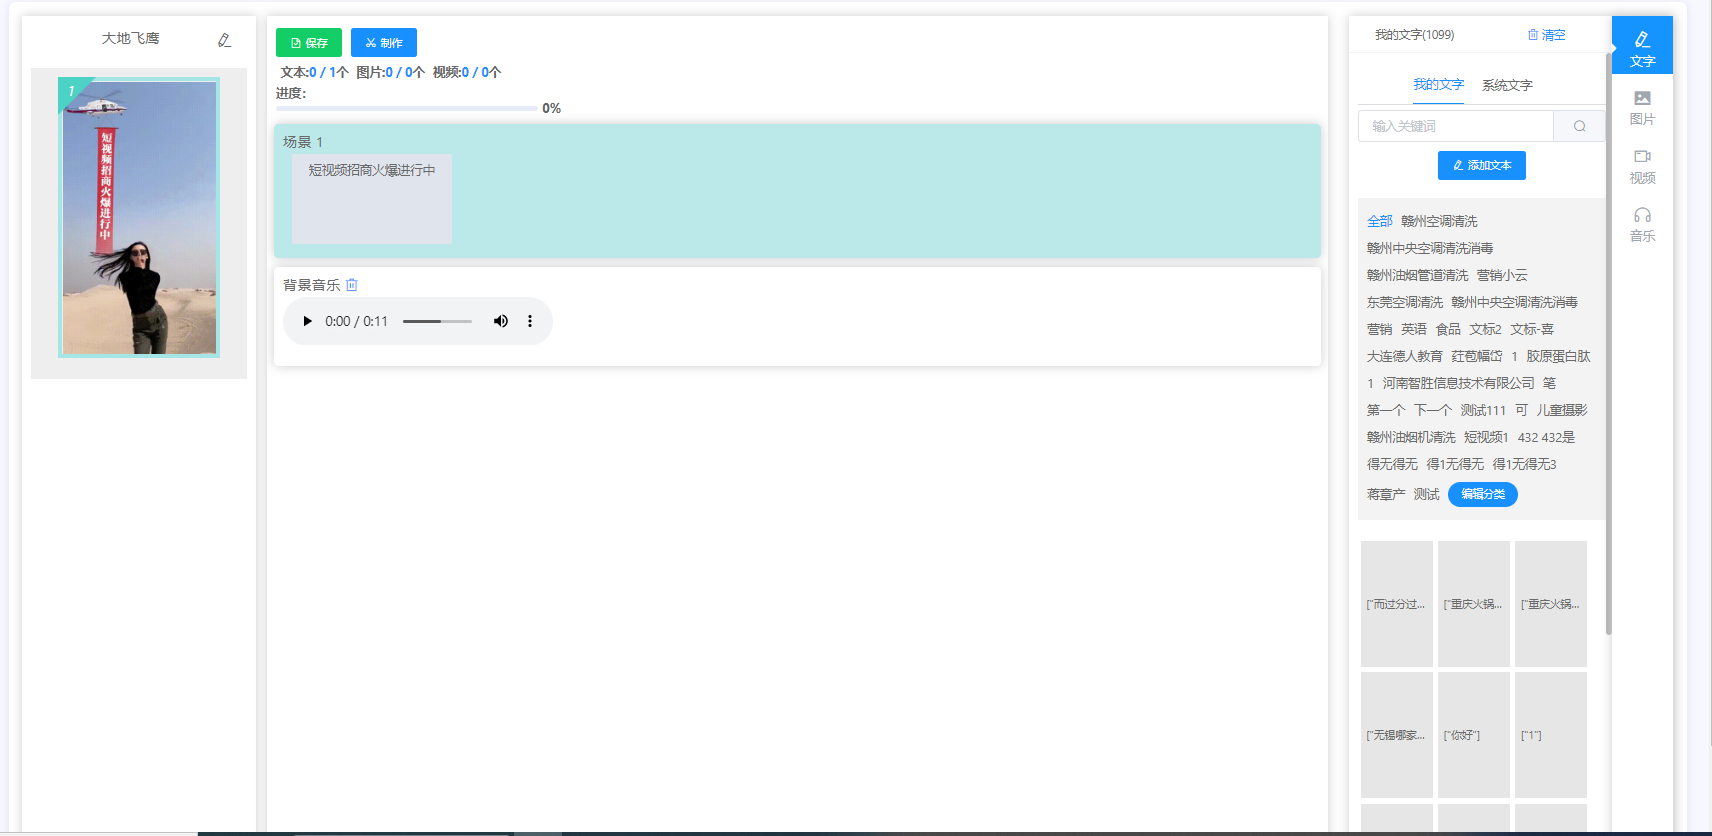 大地飞鹰
1
短视频招商火爆进行中
保存
制作
文本:0 / 1个 图片:0 / 0个 视频:0 / 0个
进度:
0%
场景 1
短视频招商火爆进行中
背景音乐
0:00 / 0:11
我的文字(1099)
清空
我的文字 系统文字
输入关键词
添加文本
全部 赣州空调清洗
赣州中央空调清洗消毒
赣州油烟管道清洗 营销小云
东莞空调清洗 赣州中央空调清洗消毒
营销 英语 食品 文标2 文标-喜
大连德人教育 荭苞幅岱 1 胶原蛋白肽
1 河南智胜信息技术有限公司 笔
第一个 下一个 测试111 可 儿童摄影
赣州油烟机清洗 短视频1 432 432是
得无得无 得1无得无 得1无得无3
蒋章产 测试 编辑分类
["而过分过...
["重庆火锅...
["重庆火锅...
["无锡哪家...
["你好"]
["1"]
文字
图片
视频
音乐